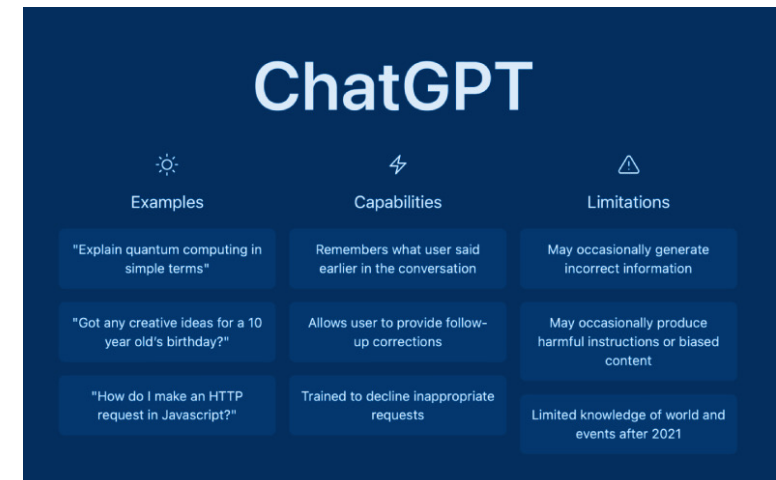 ChatGPT
Examples
"Explain quantum computing in
simple terms"
"Got any creative ideas for a 10
year old's birthday?"
"How do I make an HTTP
request in Javascript?"
Capabilities
Remembers what user said
earlier in the conversation
Allows user to provide follow-
up corrections
Trained to decline inappropriate
requests
Limitations
May occasionally generate
incorrect information
May occasionally produce
harmful instructions or biased
content
Limited knowledge of world and
events after 2021